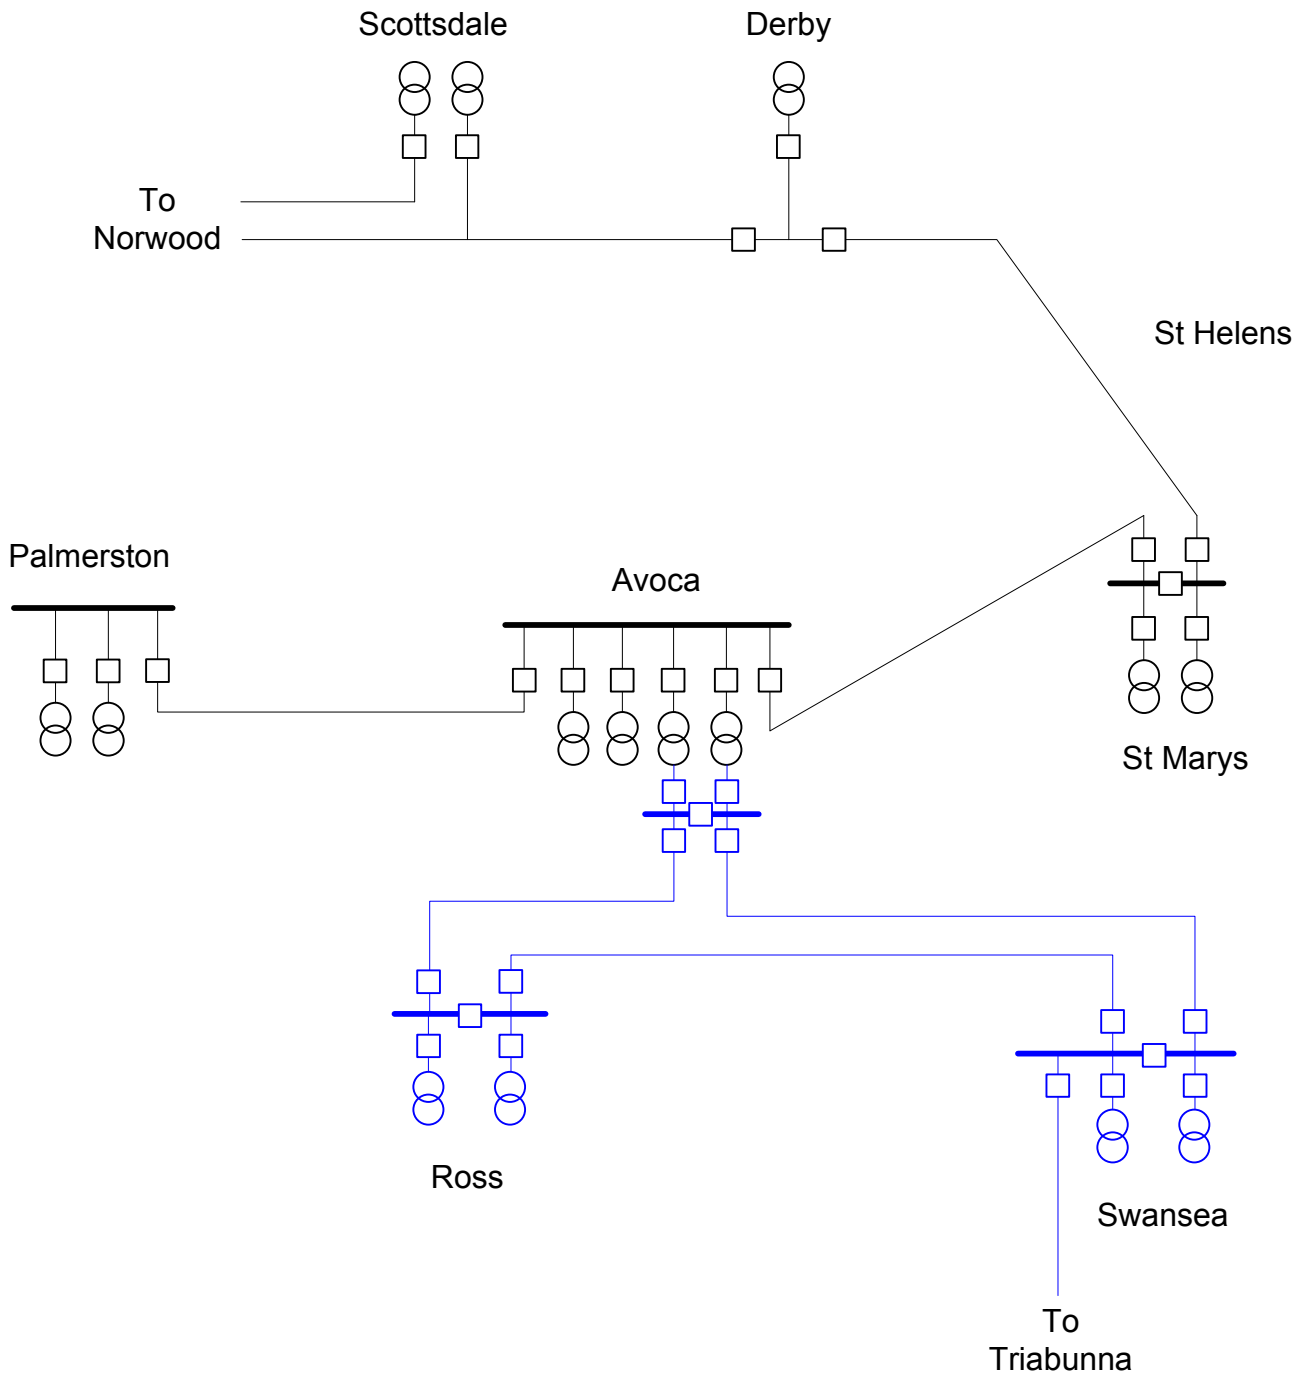 Scottsdale
Derby
To
Norwood
St Helens
Palmerston
Avoca
St Marys
Ross
Swansea
To
Triabunna